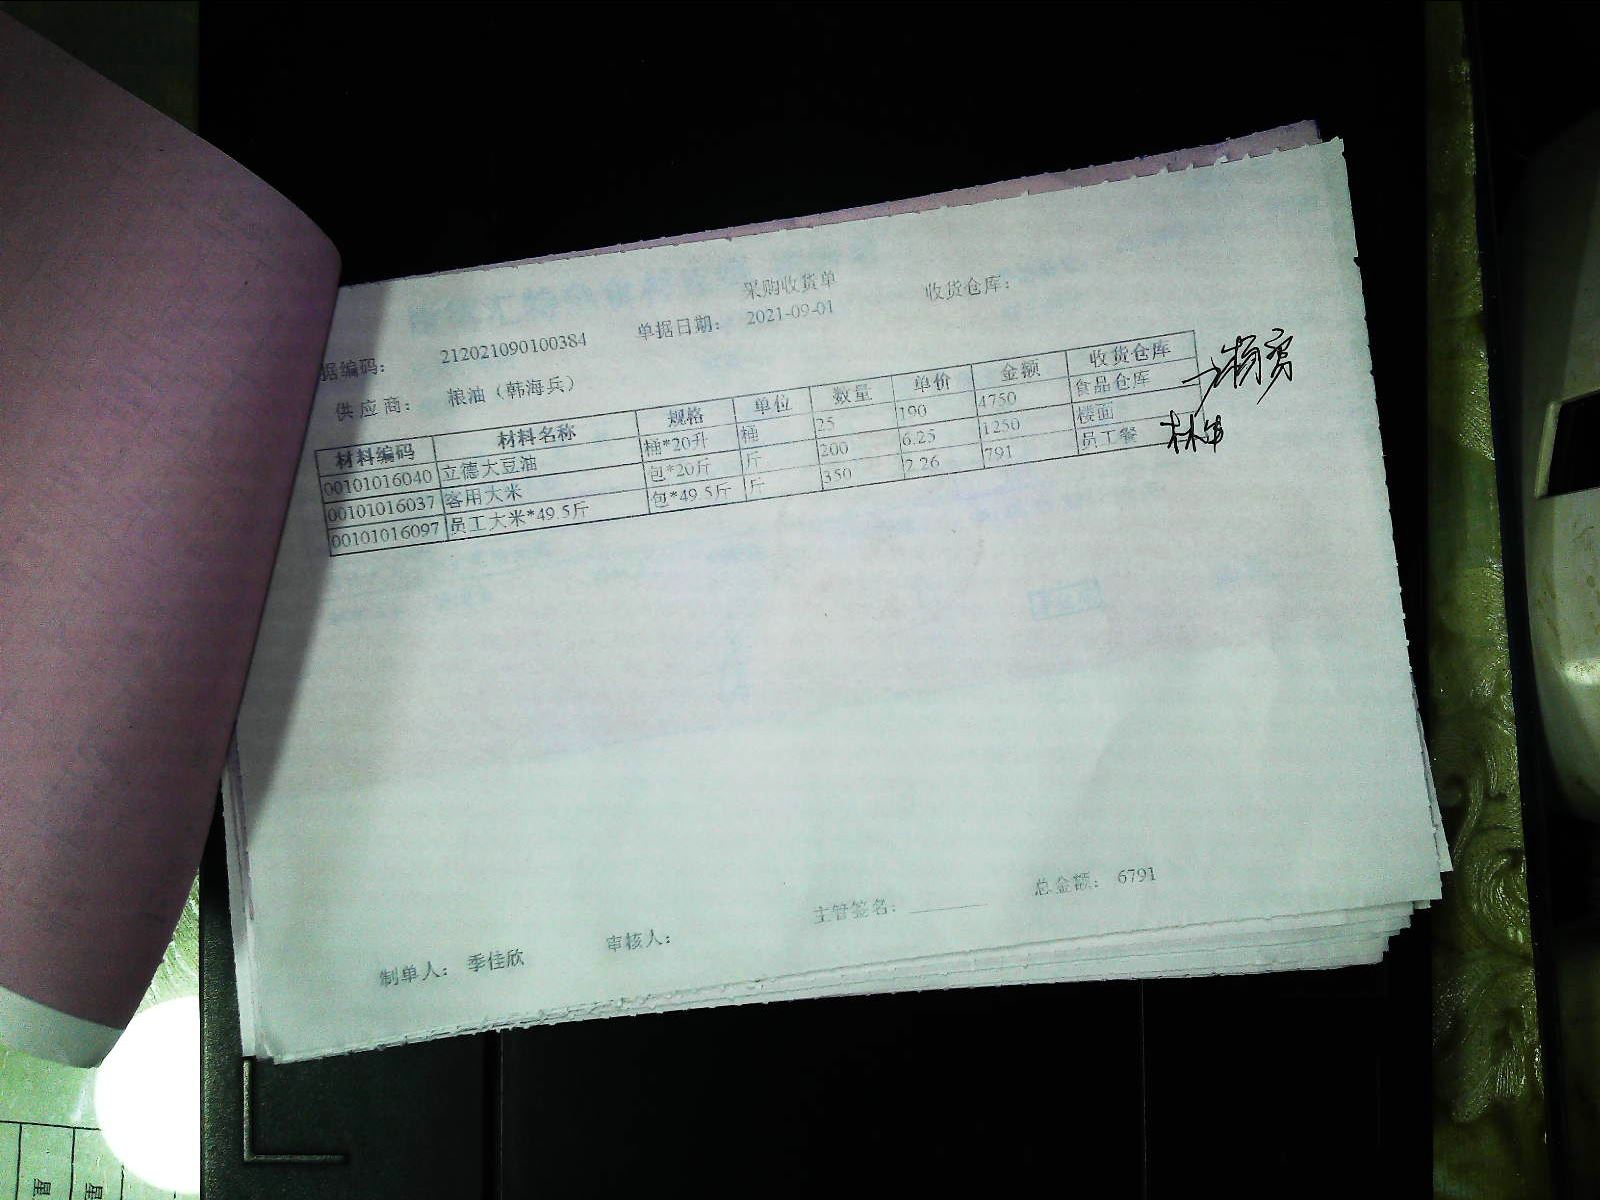 采购收货单
据编码： 212021090100384 单据日期： 2021-09-01 收货仓库：
供应商： 粮油（韩海兵）
材料编码 材料名称 规格 单位 数量 单价 金额 收货仓库
00101016040 立德大豆油 桶*20升 桶 25 190 4750 食品仓库
00101016037 客用大米 包*20斤 斤 200 6.25 1250 楼面
00101016097 员工大米*49.5斤 包*49.5斤 斤 350 2.26 791 员工餐
制单人： 季佳欣 审核人： 主管签名： 总金额： 6791